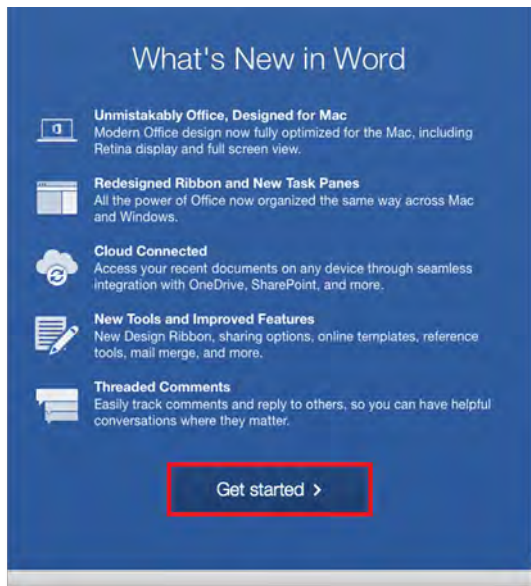 What's New in Word
Unmistakably Office, Designed for Mac
Modern Office design now fully optimized for the Mac, including
Retina display and full screen view.
Redesigned Ribbon and New Task Panes
All the power of Office now organized the same way across Mac
and Windows.
Cloud Connected
Access your recent documents on any device through seamless
integration with OneDrive, SharePoint, and more.
New Tools and Improved Features
New Design Ribbon, sharing options, online templates, reference
tools, mail merge, and more.
Threaded Comments
Easily track comments and reply to others, so you can have helpful
conversations where they matter.
Get started >